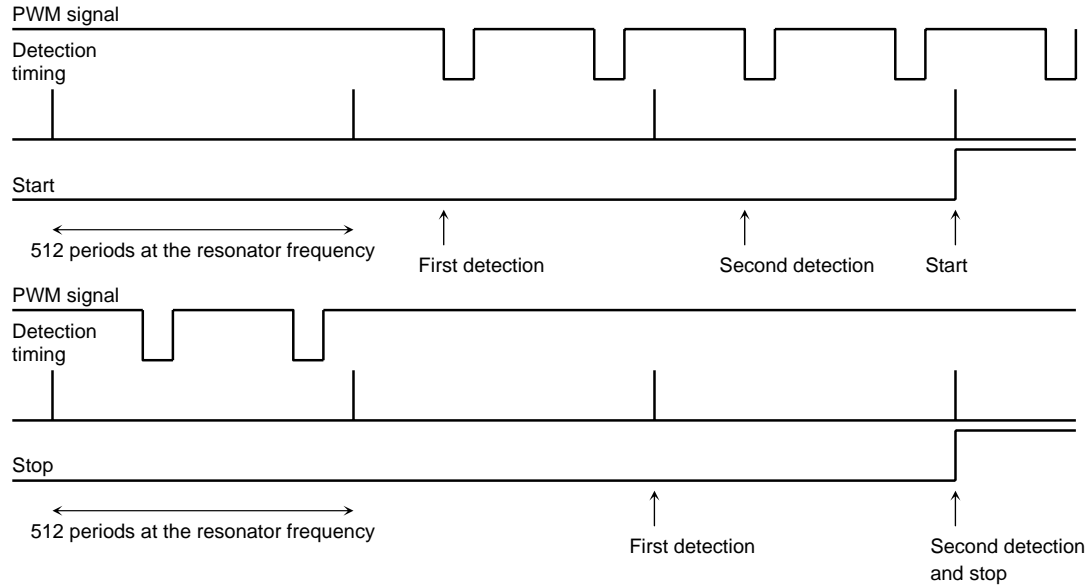 PWM signal
Detection
timing
Start
512 periods at the resonator frequency
First detection
Second detection
Start
PWM signal
Detection
timing
Stop
512 periods at the resonator frequency
First detection
Second detection
and stop